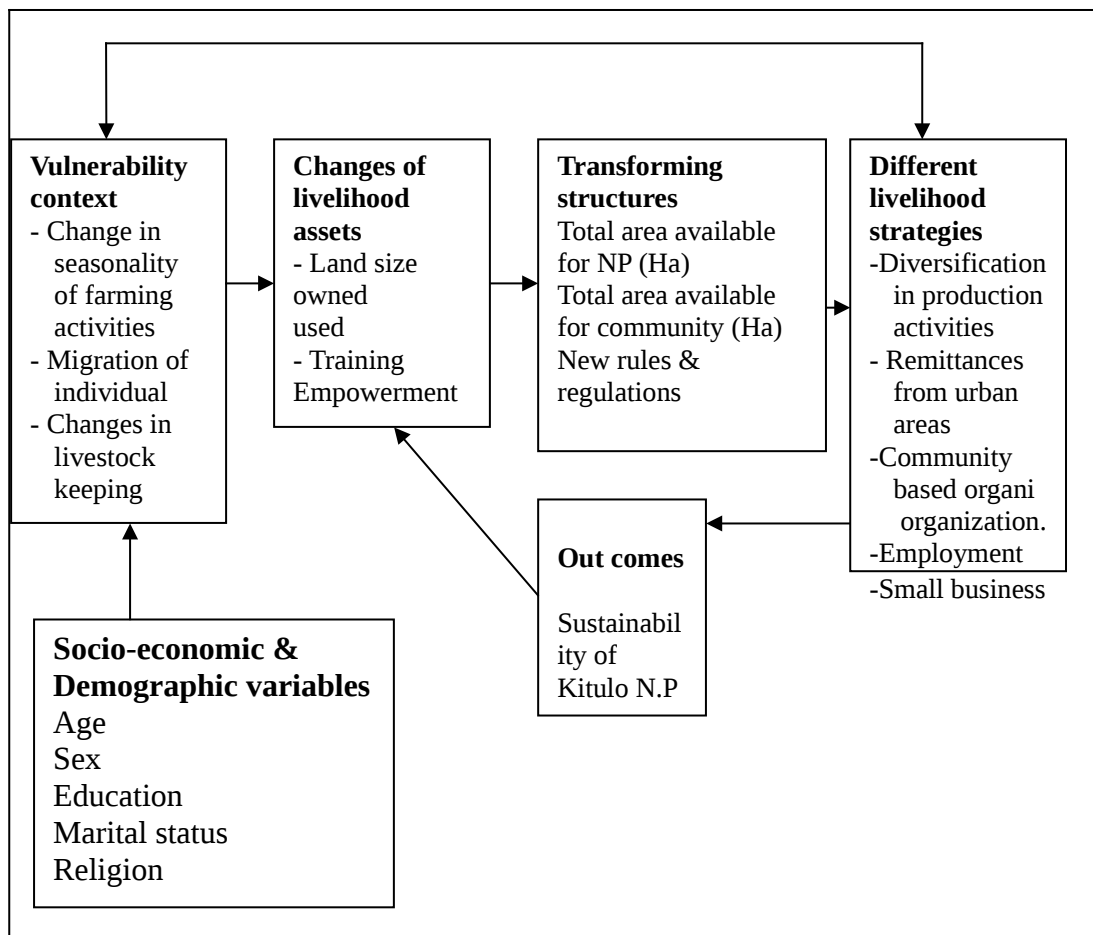 Vulnerability
context
- Change in
seasonality
of farming
activities
- Migration of
individual
- Changes in
livestock
keeping
Changes of
livelihood
assets
- Land size
owned
used
- Training
Empowerment
Transforming
structures
Total area available
for NP (Ha)
Total area available
for community (Ha)
New rules &
regulations
Different
livelihood
strategies
-Diversification
in production
activities
- Remittances
from urban
areas
-Community
based organi
organization.
-Employment
-Small business
Out comes
Sustainabil
ity of
Kitulo N.P
Socio-economic &
Demographic variables
Age
Sex
Education
Marital status
Religion